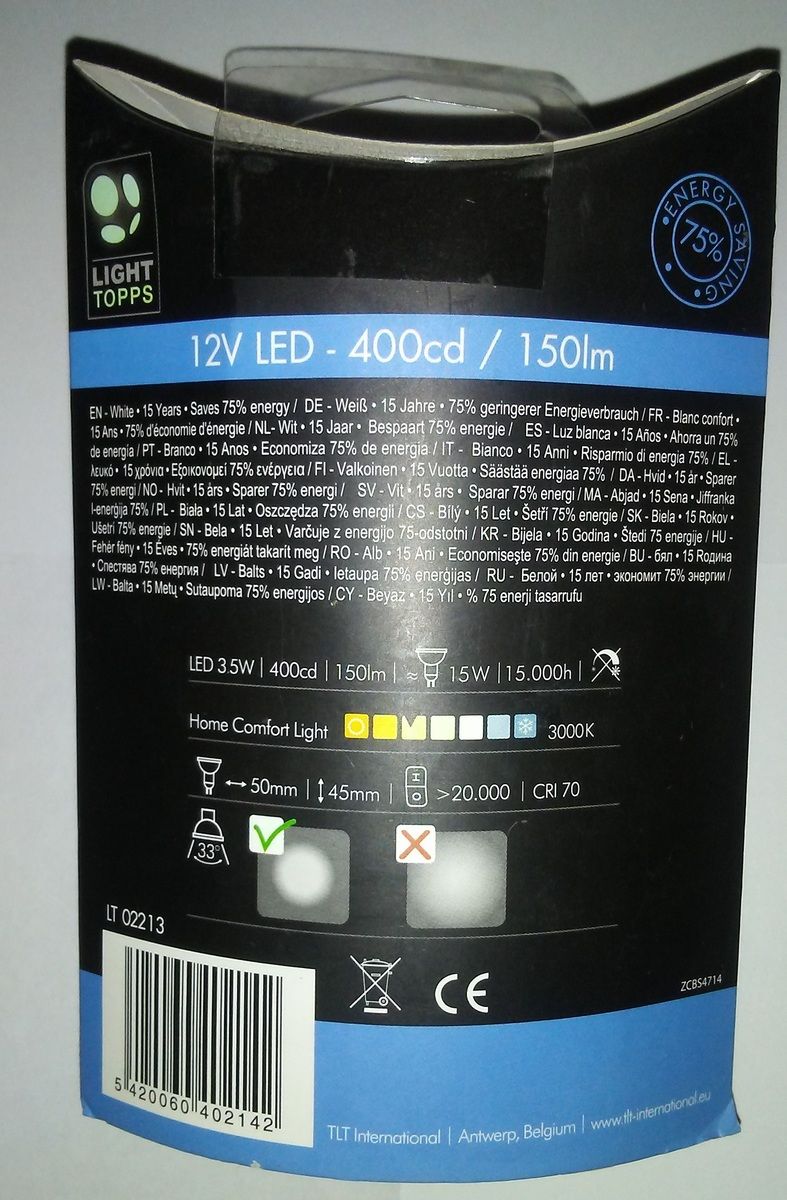 LIGHT
TOPPS
ENERGY SAVING
75%
12V LED - 400cd / 150lm
EN - White • 15 Years • Saves 75% energy / DE - Weiß • 15 Jahre • 75% geringerer Energieverbrauch / FR - Blanc confort •
15 Ans • 75% d'économie d'énergie / NL- Wit • 15 Jaar • Bespaart 75% energie / ES - Luz blanca • 15 Años • Ahorra un 75%
de energía / PT - Branco • 15 Anos • Economiza 75% de energia / IT - Bianco • 15 Anni • Risparmio di energia 75% / EL -
λευκό • 15 χρόνια • Εξοικονομεί 75% ενέργεια / FI - Valkoinen • 15 Vuotta • Säästää energiaa 75% / DA - Hvid • 15 år • Sparer
75% energi / NO - Hvit • 15 års • Sparer 75% energi / SV - Vit • 15 års • Sparar 75% energi / MA - Abjad • 15 Sena • Jiffranka
l-enerġija 75% / PL - Biała • 15 Lat • Oszczędza 75% energii / CS - Bílý • 15 Let • Šetří 75% energie / SK - Biela • 15 Rokov •
Ušetrí 75% energie / SN - Bela • 15 Let • Varčuje z energijo 75-odstotni / KR - Bijela • 15 Godina • Štedi 75 energije / HU -
Fehér fény • 15 Éves • 75% energiát takarít meg / RO - Alb • 15 Ani • Economiseşte 75% din energie / BU - бял • 15 Години
• Спестява 75% енергия / LV - Balts • 15 Gadi • Ietaupa 75% enerģijas / RU - Белой • 15 лет • экономит 75% энергии /
LW - Balta • 15 Metų • Sutaupoma 75% energijos / CY - Beyaz • 15 Yıl • % 75 enerji tasarrufu
LED 3.5W | 400cd | 150lm | ≈ 15W | 15.000h |
Home Comfort Light 3000K
50mm | 45mm | I O >20.000 | CRI 70
33°
LT 02213
CE
ZCBS4714
5 420060 402142
TLT International | Antwerp, Belgium | www.tlt-international.eu